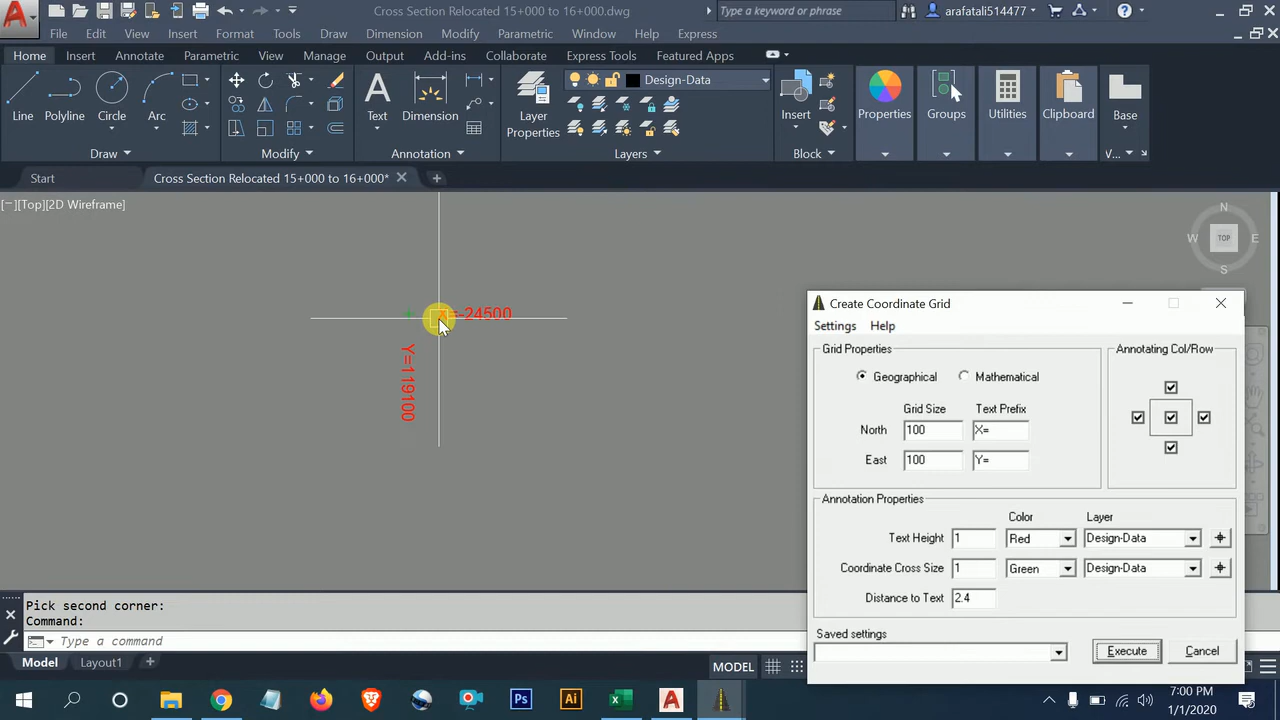 Cross Section Relocated 15+000 to 16+000.dwg
Type a keyword or phrase
arafatali514477
File Edit View Insert Format Tools Draw Dimension Modify Parametric Window Help Express
Home Insert Annotate Parametric View Manage Output Add-ins Collaborate Express Tools Featured Apps
Design-Data
Line Polyline Circle Arc
Text Dimension
Layer
Properties
Insert
Properties Groups Utilities Clipboard Base
Draw Modify Annotation Layers Block V...
Start
Cross Section Relocated 15+000 to 16+000*
[−][Top][2D Wireframe]
N
W TOP E
S
=-24500
Y=119100
Create Coordinate Grid
Settings Help
Grid Properties
Geographical Mathematical
Grid Size Text Prefix
North 100 X=
East 100 Y=
Annotating Col/Row
Annotation Properties
Color Layer
Text Height 1 Red Design-Data
Coordinate Cross Size 1 Green Design-Data
Distance to Text 2.4
Saved settings
Execute Cancel
Pick second corner:
Command:
Type a command
Model Layout1
MODEL
7:00 PM
1/1/2020